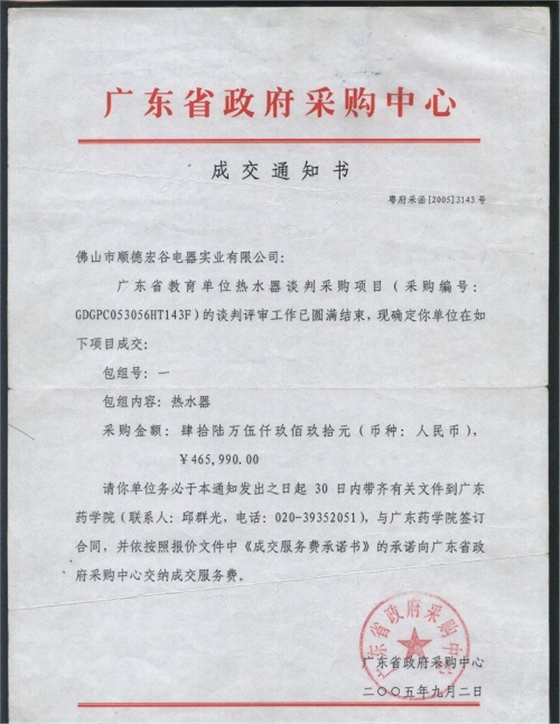 广东省政府采购中心
成交通知书
粤府采函[2005]3143号
佛山市顺德宏谷电器实业有限公司:
广东省教育单位热水器谈判采购项目(采购编号:
GDGPC053056HT143F)的谈判评审工作已圆满结束，现确定你单位在如
下项目成交:
包组号: 一
包组内容: 热水器
采购金额: 肆拾陆万伍仟玖佰玖拾元(币种: 人民币),
￥465,990.00
请你单位务必于本通知发出之日起 30 日内带齐有关文件到广东
药学院(联系人: 邱群光, 电话: 020-39352051), 与广东药学院签订
合同, 并依按照报价文件中《成交服务费承诺书》的承诺向广东省政
府采购中心交纳成交服务费。
广东省政府采购中心
广东省政府采购中心
二〇〇五年九月二日